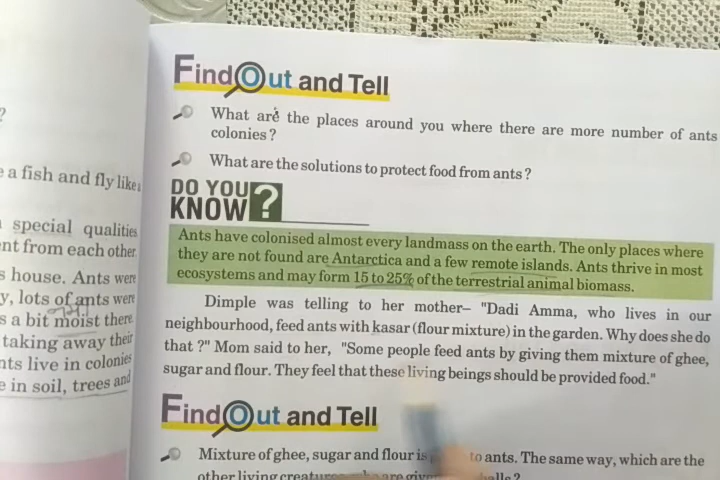 ?
a fish and fly like a
special qualities
nt from each other
s house. Ants were
y, lots of ants were
s a bit moist there
taking away their
nts live in colonies
e in soil, trees and
Find Out and Tell
What are the places around you where there are more number of ants
colonies ?
What are the solutions to protect food from ants ?
DO YOU
KNOW ?
Ants have colonised almost every landmass on the earth. The only places where
they are not found are Antarctica and a few remote islands. Ants thrive in most
ecosystems and may form 15 to 25% of the terrestrial animal biomass.
Dimple was telling to her mother– "Dadi Amma, who lives in our
neighbourhood, feed ants with kasar (flour mixture) in the garden. Why does she do
that ?" Mom said to her, "Some people feed ants by giving them mixture of ghee,
sugar and flour. They feel that these living beings should be provided food."
Find Out and Tell
Mixture of ghee, sugar and flour is to ants. The same way, which are the
other living